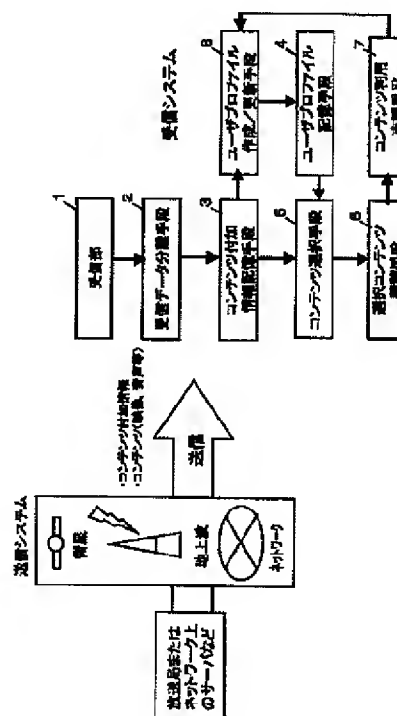 放送局または
ネットワーク上
のサーバなど
送信システム
衛星
地上波
ネットワーク
・コンテンツ付加情報
・コンテンツ(映像、音声等)
送信
受信システム
1
受信部
2
受信データ分離手段
3
コンテンツ付加
情報記憶手段
5
コンテンツ選択手段
6
選択コンテンツ
8
ユーザプロファイル
作成/更新手段
4
ユーザプロファイル
記憶手段
7
コンテンツ利用